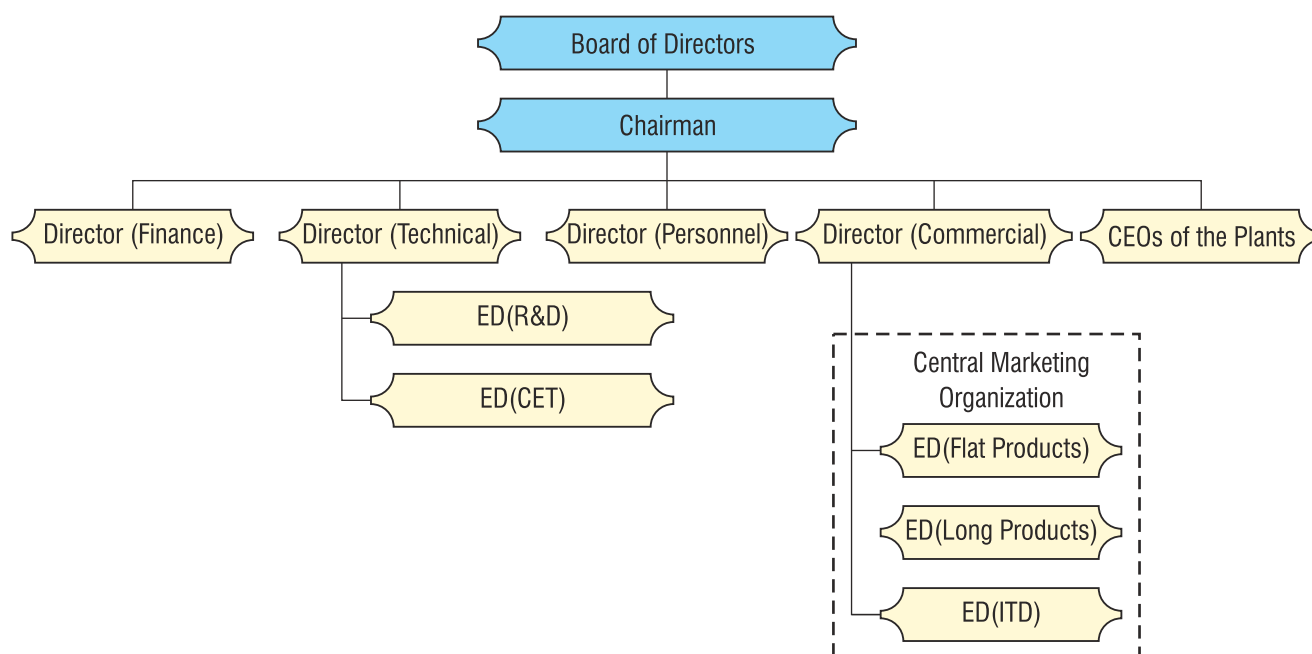 Board of Directors
Chairman
Director (Finance)
Director (Technical)
Director (Personnel)
Director (Commercial)
CEOs of the Plants
ED(R&D)
ED(CET)
Central Marketing
Organization
ED(Flat Products)
ED(Long Products)
ED(ITD)